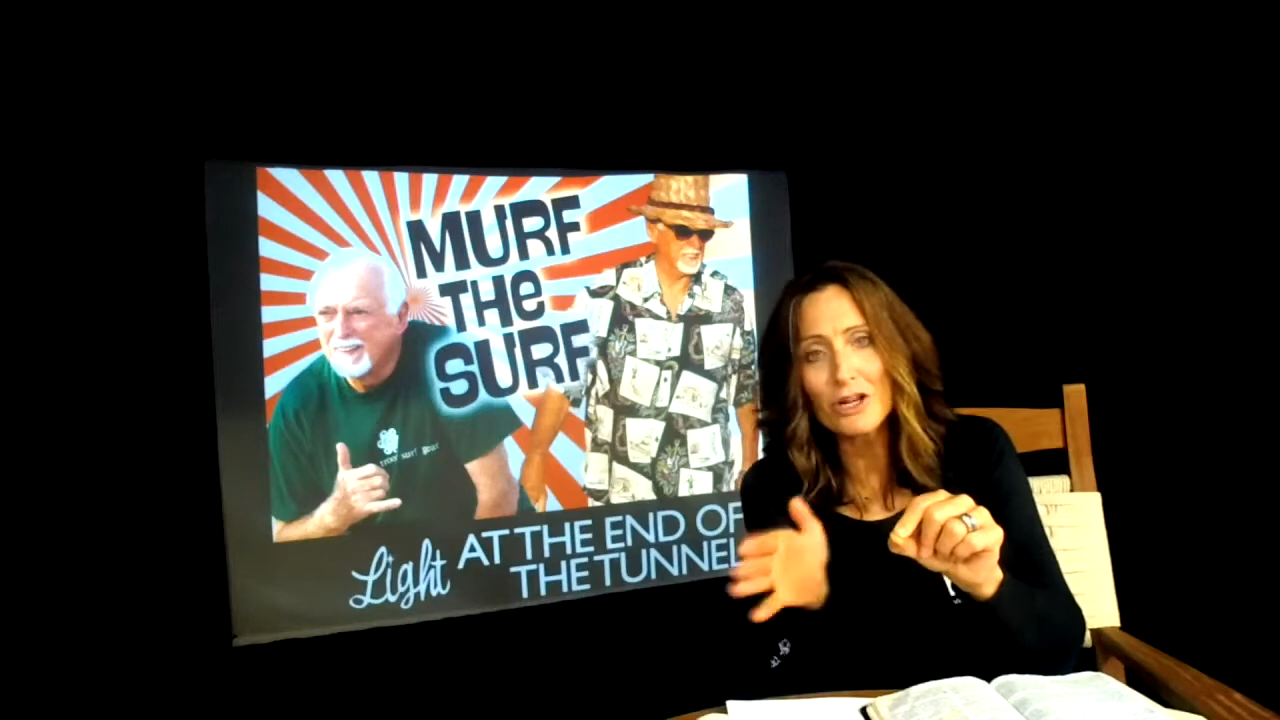 MURF
THE
SURF
Light AT THE END OF
THE TUNNEL